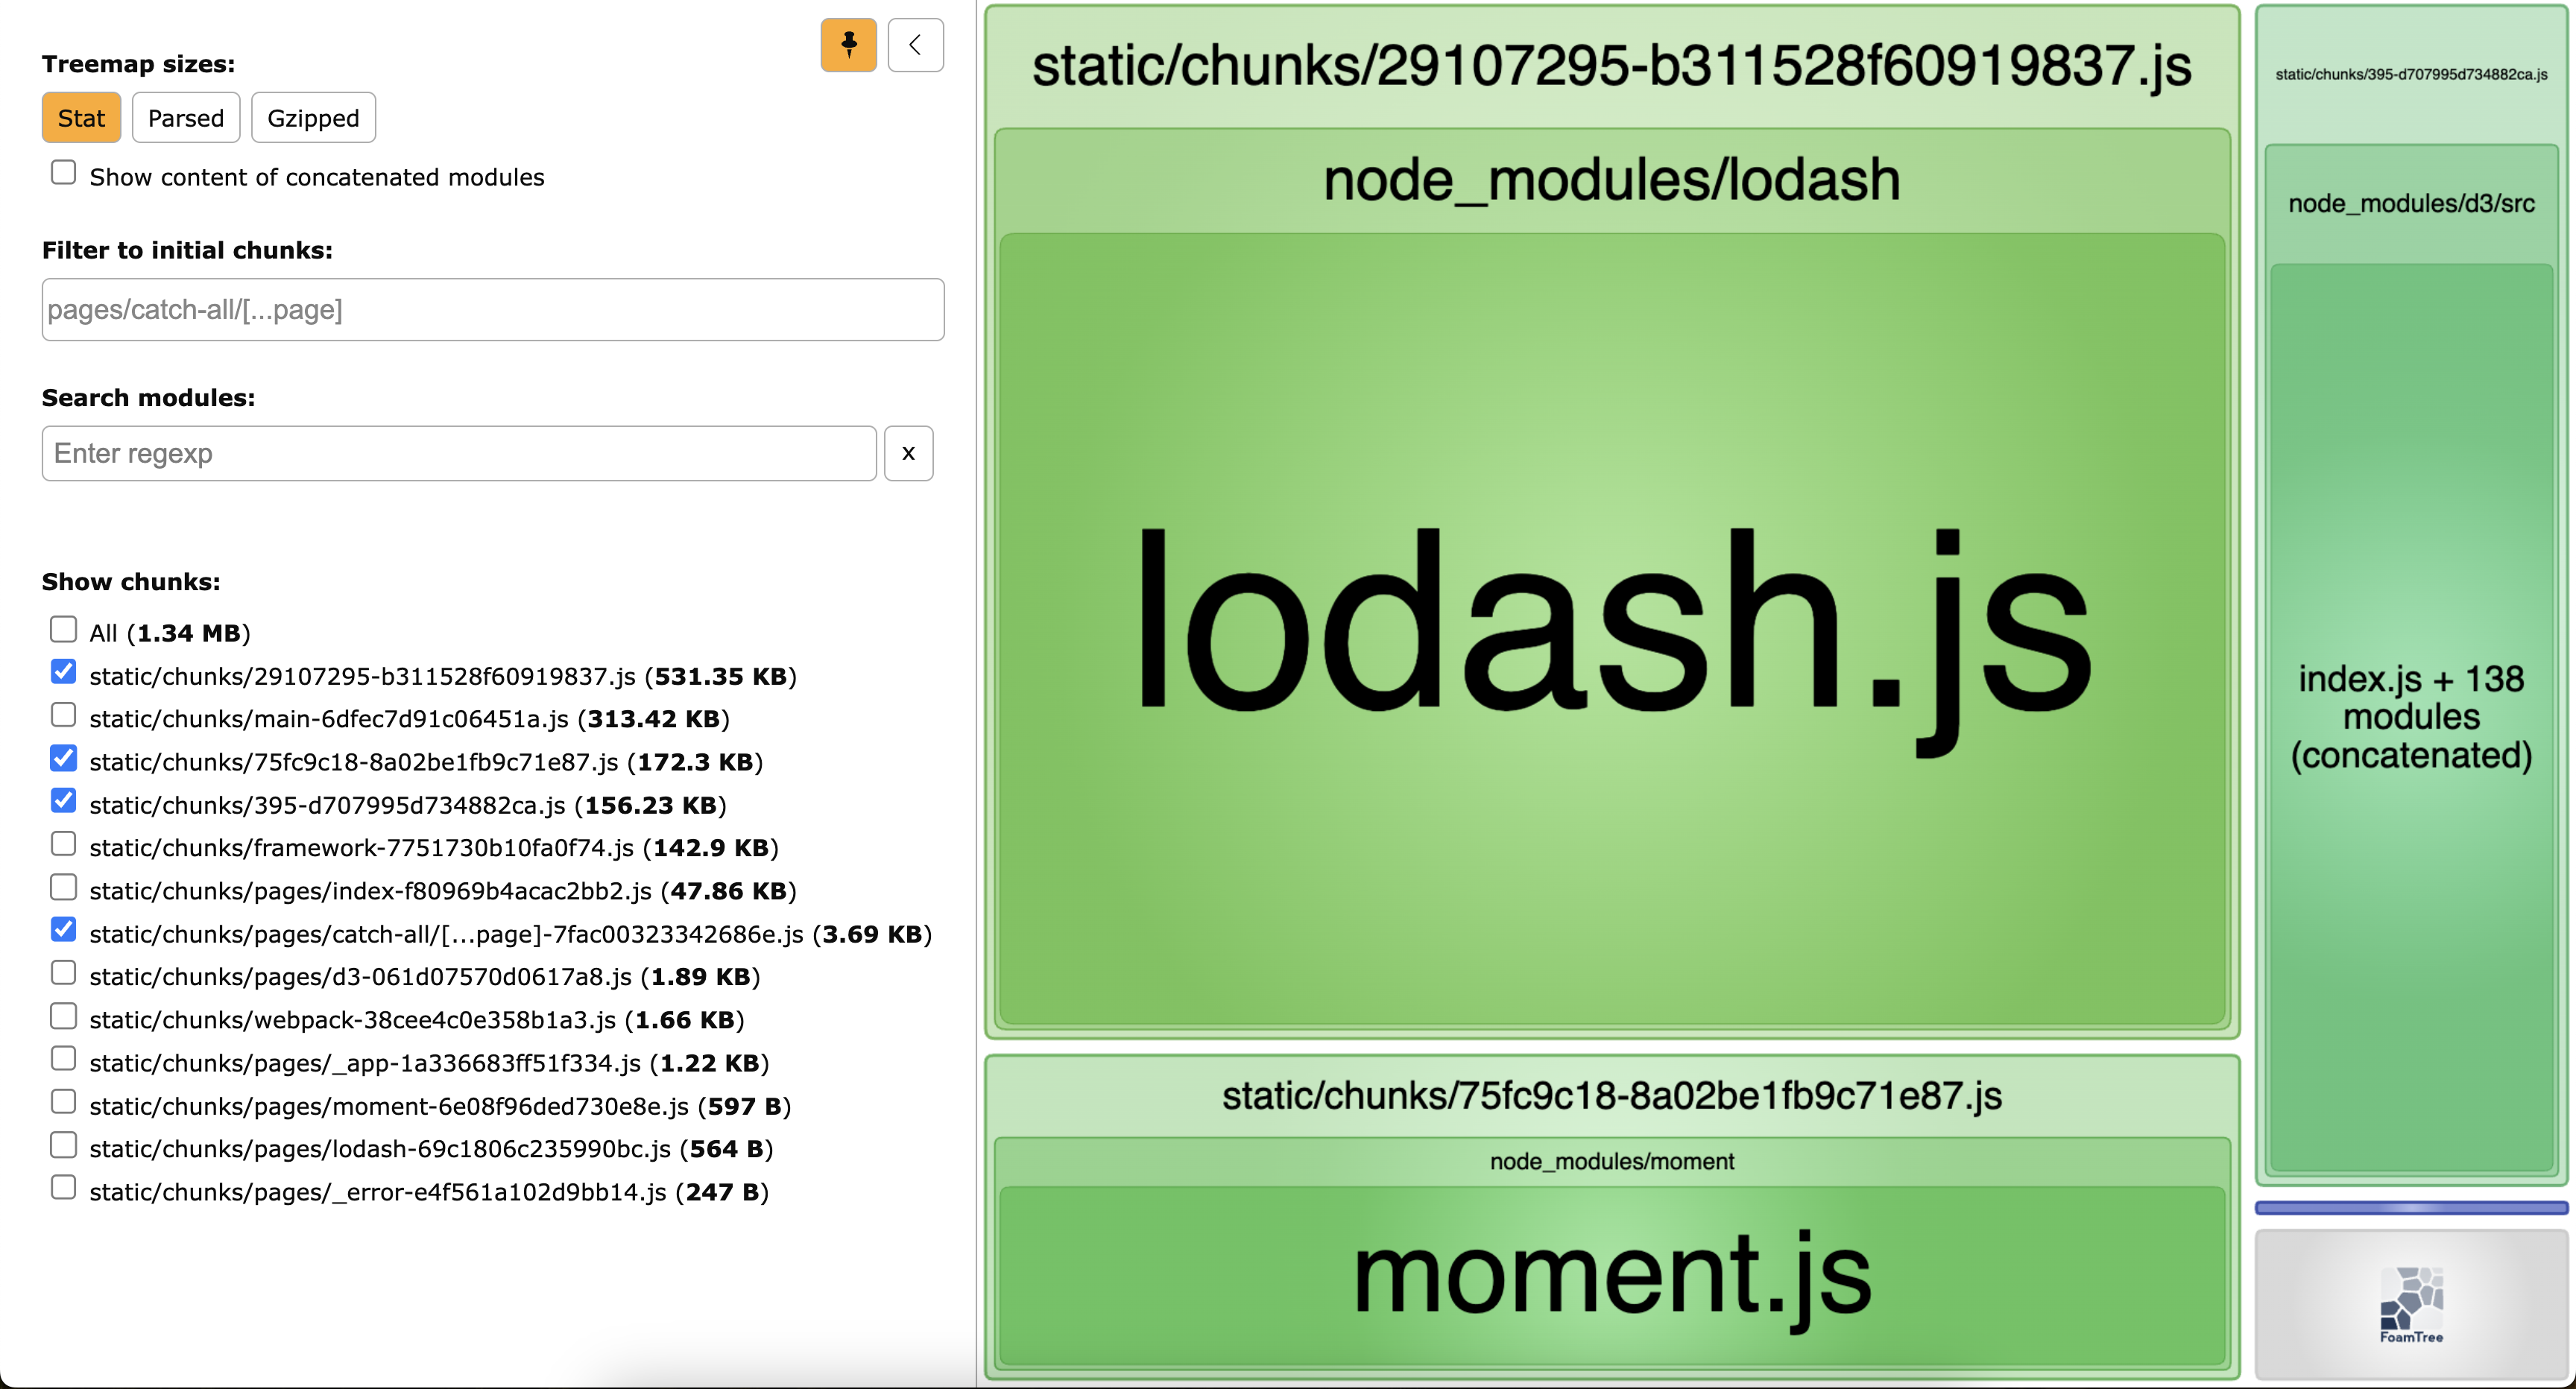 Treemap sizes:
Stat
Parsed
Gzipped
Show content of concatenated modules
Filter to initial chunks:
pages/catch-all/[...page]
Search modules:
Enter regexp
x
Show chunks:
All (1.34 MB)
static/chunks/29107295-b311528f60919837.js (531.35 KB)
static/chunks/main-6dfec7d91c06451a.js (313.42 KB)
static/chunks/75fc9c18-8a02be1fb9c71e87.js (172.3 KB)
static/chunks/395-d707995d734882ca.js (156.23 KB)
static/chunks/framework-7751730b10fa0f74.js (142.9 KB)
static/chunks/pages/index-f80969b4acac2bb2.js (47.86 KB)
static/chunks/pages/catch-all/[...page]-7fac00323342686e.js (3.69 KB)
static/chunks/pages/d3-061d07570d0617a8.js (1.89 KB)
static/chunks/webpack-38cee4c0e358b1a3.js (1.66 KB)
static/chunks/pages/_app-1a336683ff51f334.js (1.22 KB)
static/chunks/pages/moment-6e08f96ded730e8e.js (597 B)
static/chunks/pages/lodash-69c1806c235990bc.js (564 B)
static/chunks/pages/_error-e4f561a102d9bb14.js (247 B)
static/chunks/29107295-b311528f60919837.js
node_modules/lodash
lodash.js
static/chunks/75fc9c18-8a02be1fb9c71e87.js
node_modules/moment
moment.js
static/chunks/395-d707995d734882ca.js
node_modules/d3/src
index.js + 138
modules
(concatenated)
FoamTree